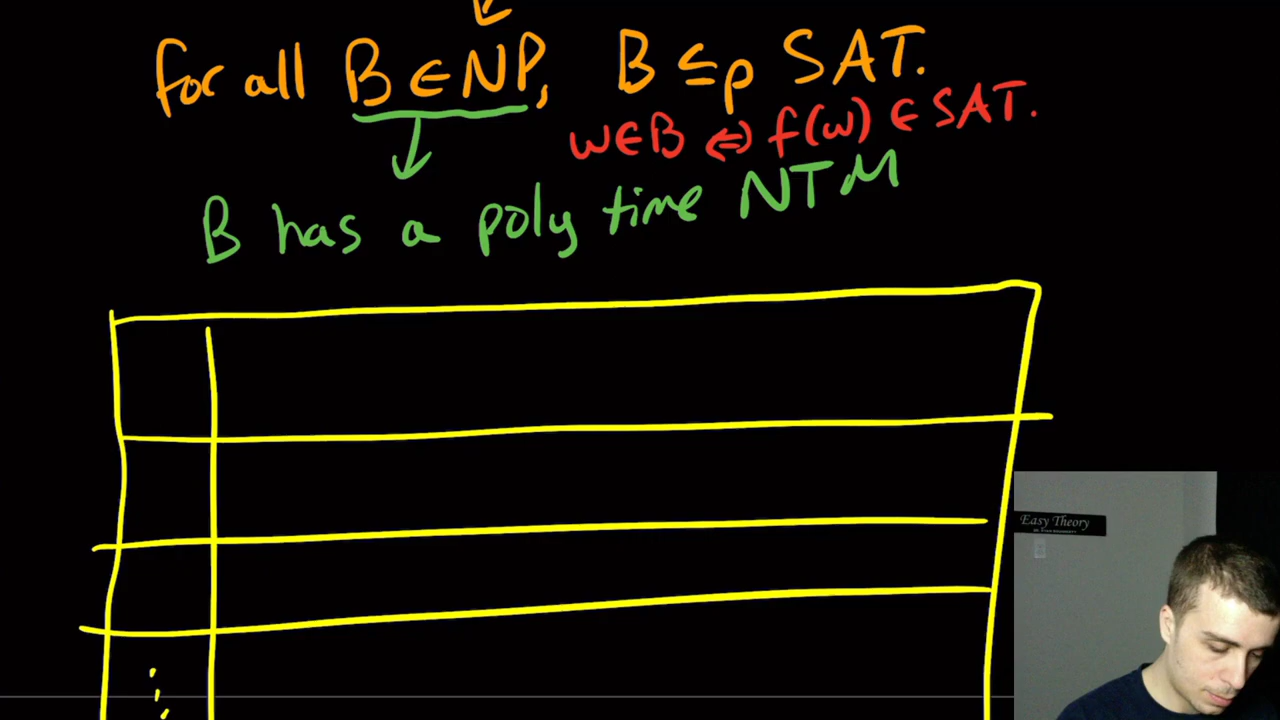 for all B ∈ NP, B ≤p SAT.
w∈B ⇔ f(w) ∈ SAT.
B has a poly time NTM
Easy Theory